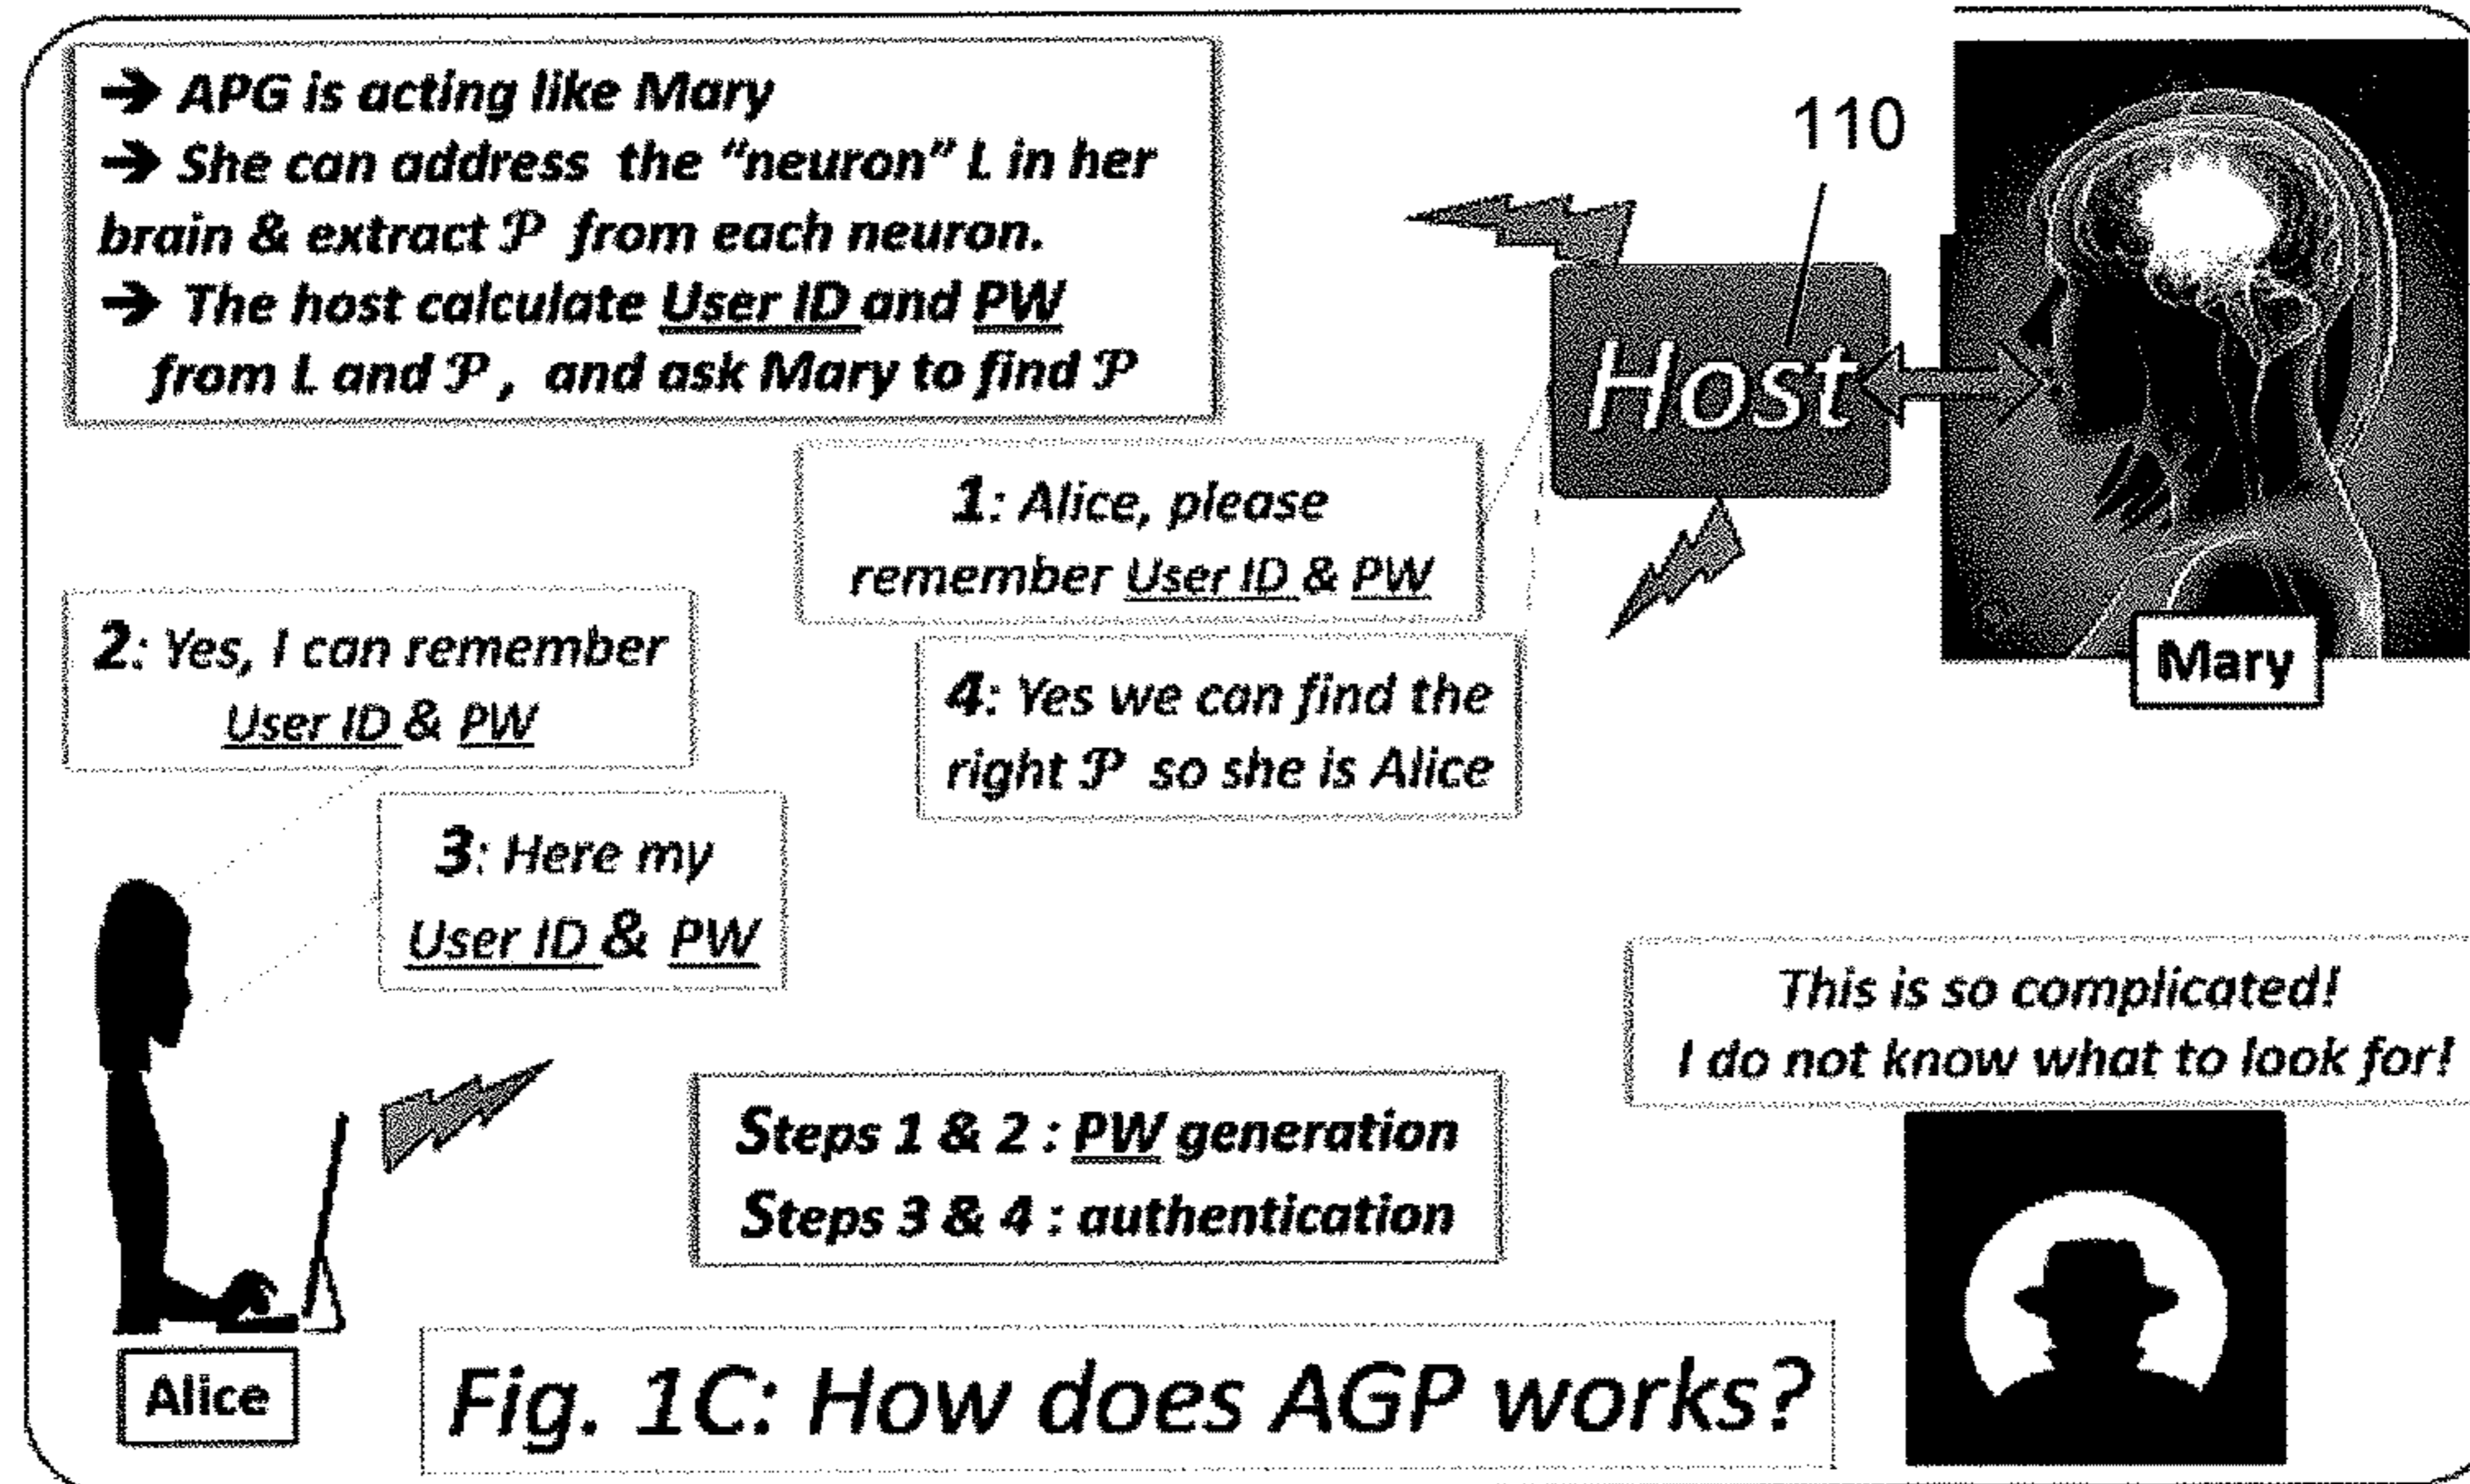 ➔ APG is acting like Mary
➔ She can address the “neuron” L in her
brain & extract 𝒫 from each neuron.
➔ The host calculate User ID and PW
from L and 𝒫 , and ask Mary to find 𝒫
110
Host
Mary
1: Alice, please
remember User ID & PW
2: Yes, I can remember
User ID & PW
4: Yes we can find the
right 𝒫 so she is Alice
3: Here my
User ID & PW
This is so complicated!
I do not know what to look for!
Steps 1 & 2 : PW generation
Steps 3 & 4 : authentication
Alice
Fig. 1C: How does AGP works?